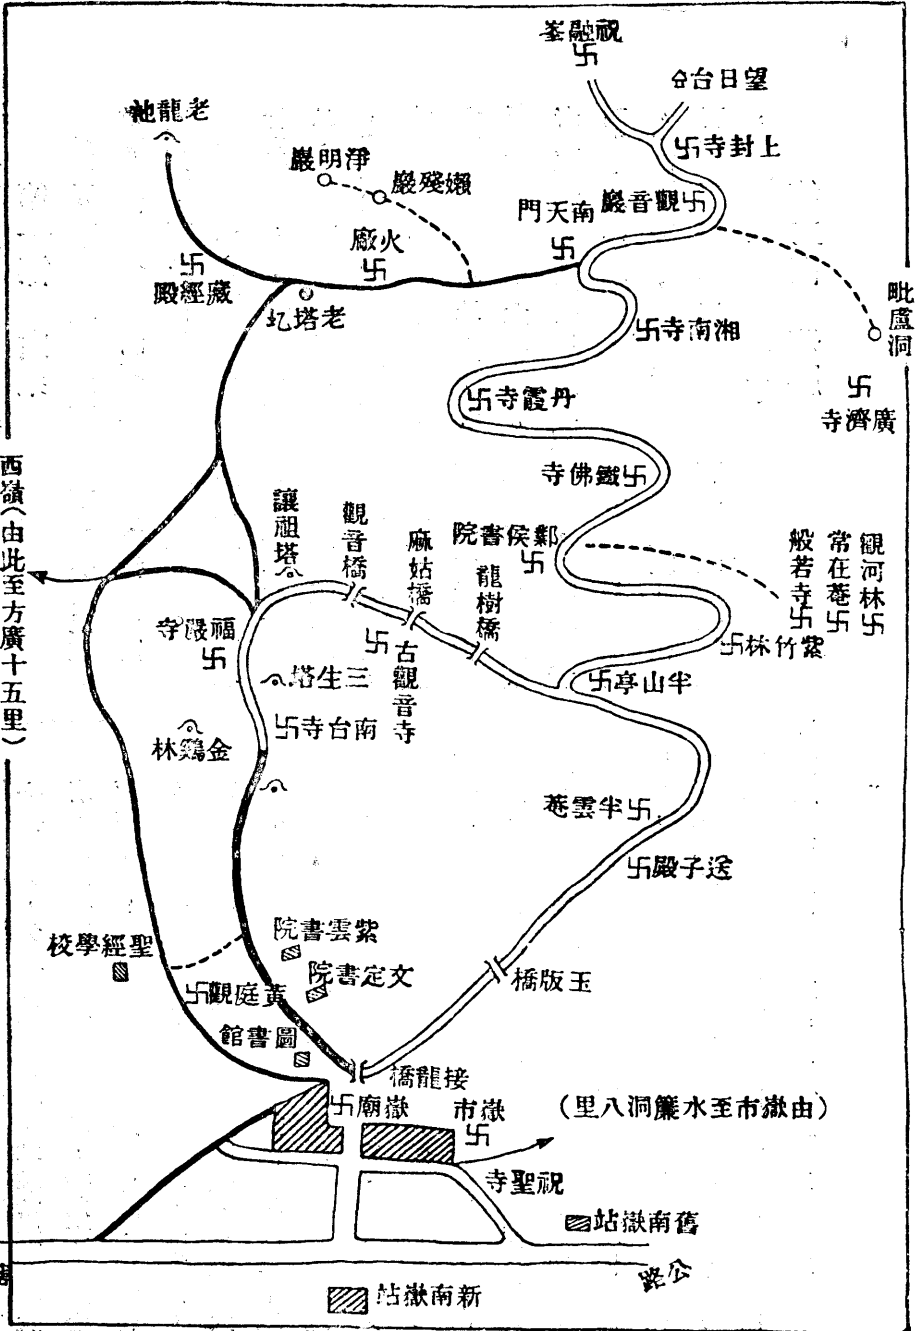 祝融峯
望日台
上封寺
老龍池
淨明巖
嬾殘巖
觀音巖
南天門
火廠
藏經殿
老塔圠
毗盧洞
湘南寺
丹霞寺
廣濟寺
鐵佛寺
西嶺(由此至方廣十五里)
鄴侯書院
讓祖塔
觀音橋
麻姑橋
龍樹橋
觀河林
常在菴
般若寺
紫竹林
福嚴寺
古觀音寺
三生塔
半山亭
南台寺
金鷄林
半雲菴
送子殿
紫雲書院
聖經學校
文定書院
玉版橋
黃庭觀
圖書館
接龍橋
嶽廟
嶽市
(由嶽市至水簾洞八里)
祝聖寺
舊南嶽站
公路
新南嶽站